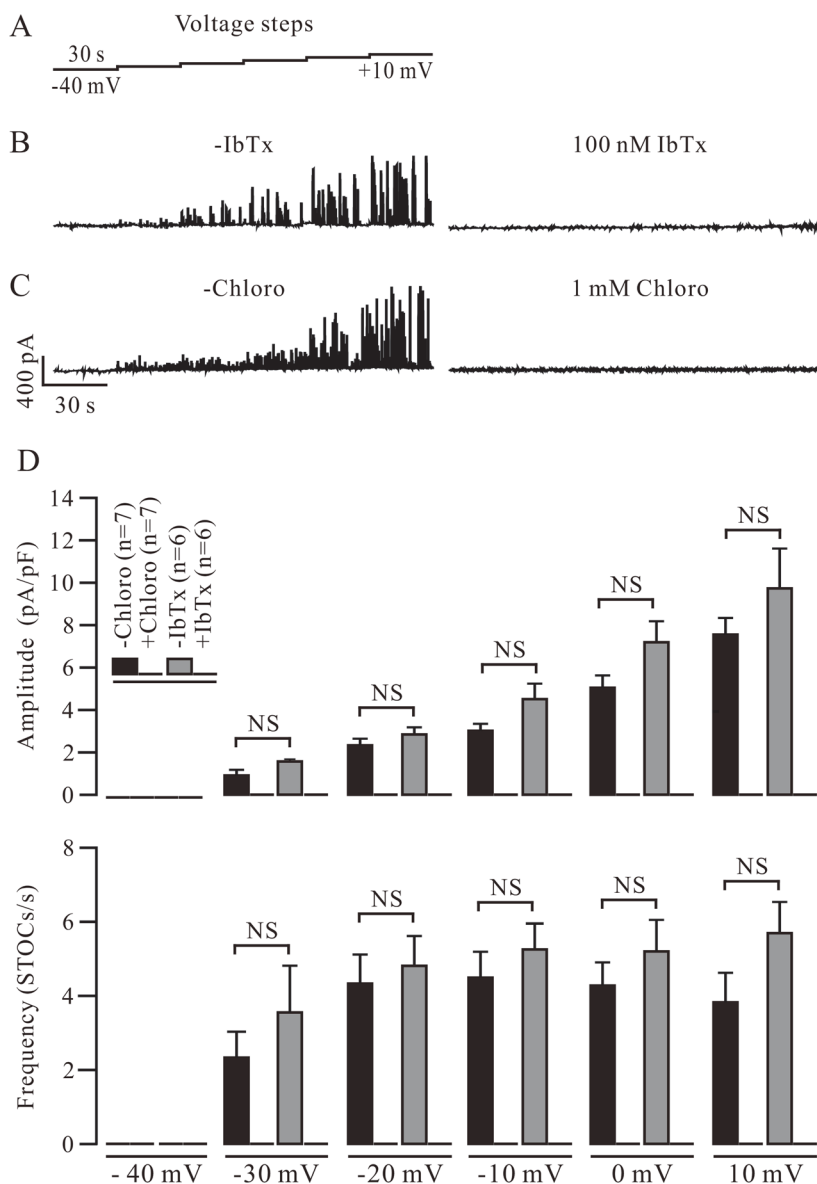 A
Voltage steps
30 s
-40 mV
+10 mV
B
-IbTx
100 nM IbTx
C
-Chloro
1 mM Chloro
400 pA
30 s
D
Amplitude (pA/pF)
14
12
10
8
6
4
2
0
-Chloro (n=7)
+Chloro (n=7)
-IbTx (n=6)
+IbTx (n=6)
NS
NS
NS
NS
NS
Frequency (STOCs/s)
8
6
4
2
0
NS
NS
NS
NS
NS
- 40 mV
-30 mV
-20 mV
-10 mV
0 mV
10 mV